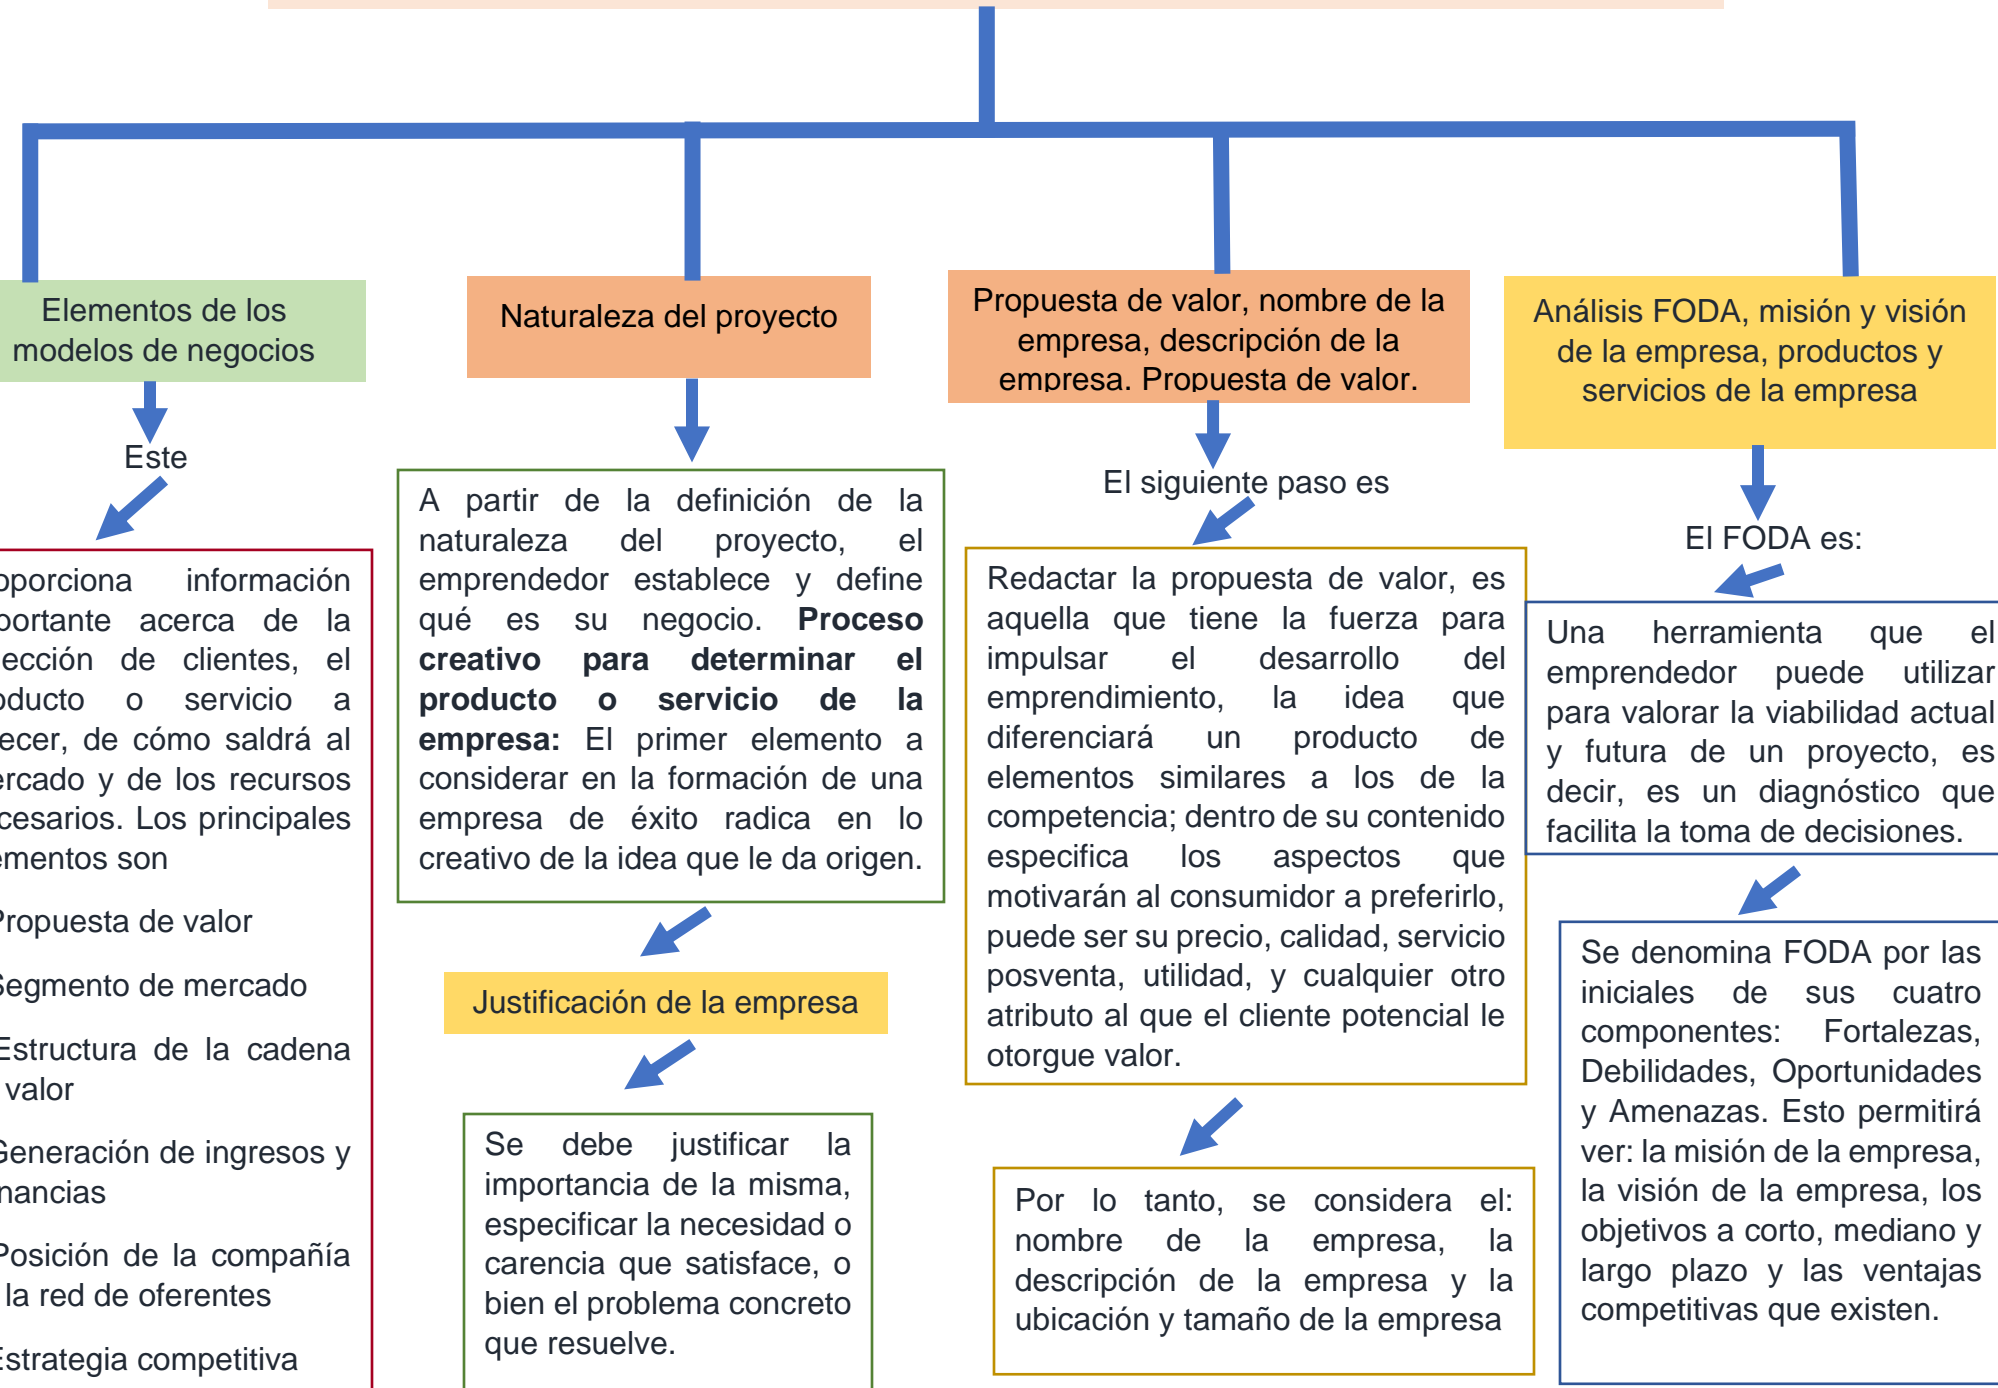 Elementos de los
modelos de negocios
Este
oporciona información
portante acerca de la
ección de clientes, el
oducto o servicio a
ecer, de cómo saldrá al
ercado y de los recursos
cesarios. Los principales
ementos son
Propuesta de valor
Segmento de mercado
Estructura de la cadena
valor
Generación de ingresos y
nancias
Posición de la compañía
la red de oferentes
Estrategia competitiva
Naturaleza del proyecto
A partir de la definición de la
naturaleza del proyecto, el
emprendedor establece y define
qué es su negocio. Proceso
creativo para determinar el
producto o servicio de la
empresa: El primer elemento a
considerar en la formación de una
empresa de éxito radica en lo
creativo de la idea que le da origen.
Justificación de la empresa
Se debe justificar la
importancia de la misma,
especificar la necesidad o
carencia que satisface, o
bien el problema concreto
que resuelve.
Propuesta de valor, nombre de la
empresa, descripción de la
empresa. Propuesta de valor.
El siguiente paso es
Redactar la propuesta de valor, es
aquella que tiene la fuerza para
impulsar el desarrollo del
emprendimiento, la idea que
diferenciará un producto de
elementos similares a los de la
competencia; dentro de su contenido
especifica los aspectos que
motivarán al consumidor a preferirlo,
puede ser su precio, calidad, servicio
posventa, utilidad, y cualquier otro
atributo al que el cliente potencial le
otorgue valor.
Por lo tanto, se considera el:
nombre de la empresa, la
descripción de la empresa y la
ubicación y tamaño de la empresa
Análisis FODA, misión y visión
de la empresa, productos y
servicios de la empresa
El FODA es:
Una herramienta que el
emprendedor puede utilizar
para valorar la viabilidad actual
y futura de un proyecto, es
decir, es un diagnóstico que
facilita la toma de decisiones.
Se denomina FODA por las
iniciales de sus cuatro
componentes: Fortalezas,
Debilidades, Oportunidades
y Amenazas. Esto permitirá
ver: la misión de la empresa,
la visión de la empresa, los
objetivos a corto, mediano y
largo plazo y las ventajas
competitivas que existen.